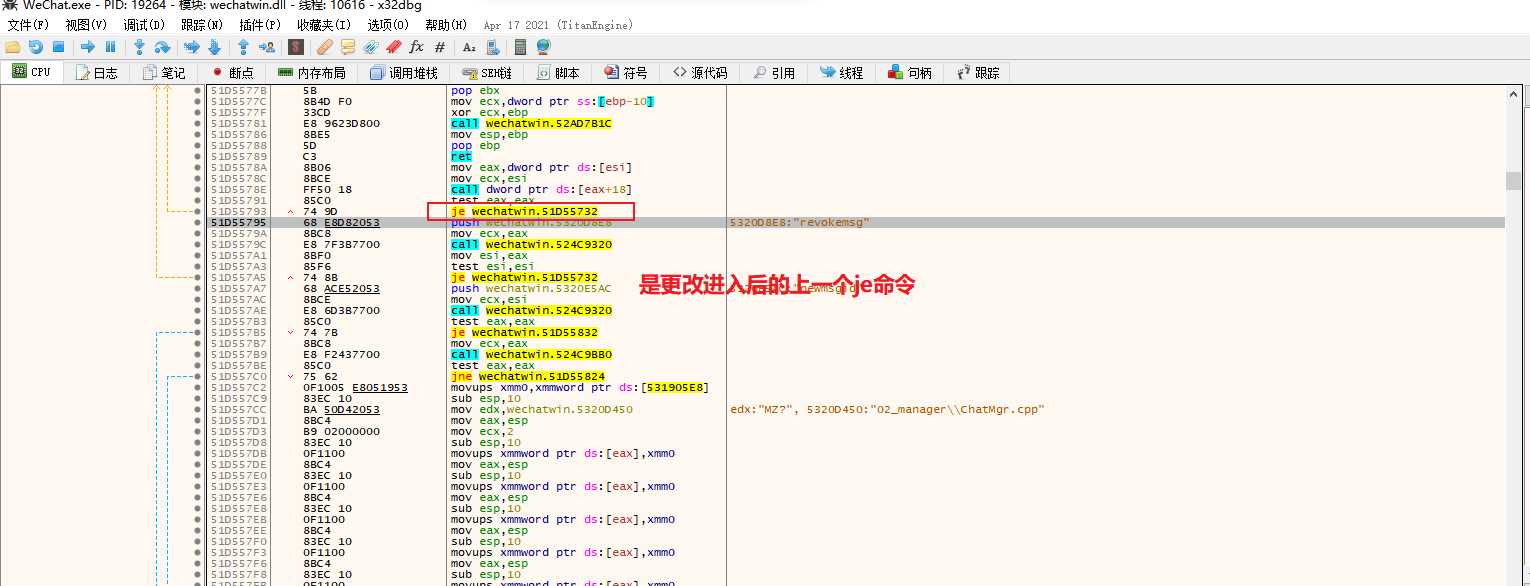 WeChat.exe - PID: 19264 - 模块: wechatwin.dll - 线程: 10616 - x32dbg
文件(F) 视图(V) 调试(D) 跟踪(N) 插件(P) 收藏夹(I) 选项(O) 帮助(H) Apr 17 2021 (TitanEngine)
CPU 日志 笔记 断点 内存布局 调用堆栈 SEH链 脚本 符号 源代码 引用 线程 句柄 跟踪
51D5577B 5B pop ebx
51D5577C 8B4D F0 mov ecx,dword ptr ss:[ebp-10]
51D5577F 33CD xor ecx,ebp
51D55781 E8 9623D800 call wechatwin.52AD7B1C
51D55786 8BE5 mov esp,ebp
51D55788 5D pop ebp
51D55789 C3 ret
51D5578A 8B06 mov eax,dword ptr ds:[esi]
51D5578C 8BCE mov ecx,esi
51D5578E FF50 18 call dword ptr ds:[eax+18]
51D55791 85C0 test eax,eax
51D55793 74 9D je wechatwin.51D55732
51D55795 68 E8D82053 push wechatwin.5320D8E8 5320D8E8:"revokemsg"
51D5579A 8BC8 mov ecx,eax
51D5579C E8 7F3B7700 call wechatwin.524C9320
51D557A1 8BF0 mov esi,eax
51D557A3 85F6 test esi,esi
51D557A5 74 8B je wechatwin.51D55732
是更改进入后的上一个je命令
51D557A7 68 ACE52053 push wechatwin.5320E5AC
51D557AC 8BCE mov ecx,esi
51D557AE E8 6D3B7700 call wechatwin.524C9320
51D557B3 85C0 test eax,eax
51D557B5 74 7B je wechatwin.51D55832
51D557B7 8BC8 mov ecx,eax
51D557B9 E8 F2437700 call wechatwin.524C9BB0
51D557BE 85C0 test eax,eax
51D557C0 75 62 jne wechatwin.51D55824
51D557C2 0F1005 E8051953 movups xmm0,xmmword ptr ds:[531905E8]
51D557C9 83EC 10 sub esp,10
51D557CC BA 50D42053 mov edx,wechatwin.5320D450 edx:"MZ?", 5320D450:"02_manager\\ChatMgr.cpp"
51D557D1 8BC4 mov eax,esp
51D557D3 B9 02000000 mov ecx,2
51D557D8 83EC 10 sub esp,10
51D557DB 0F1100 movups xmmword ptr ds:[eax],xmm0
51D557DE 8BC4 mov eax,esp
51D557E0 83EC 10 sub esp,10
51D557E3 0F1100 movups xmmword ptr ds:[eax],xmm0
51D557E6 8BC4 mov eax,esp
51D557E8 83EC 10 sub esp,10
51D557EB 0F1100 movups xmmword ptr ds:[eax],xmm0
51D557EE 8BC4 mov eax,esp
51D557F0 83EC 10 sub esp,10
51D557F3 0F1100 movups xmmword ptr ds:[eax],xmm0
51D557F6 8BC4 mov eax,esp
51D557F8 83EC 10 sub esp,10
51D557FB 0F1100 movups xmmword ptr ds:[eax],xmm0